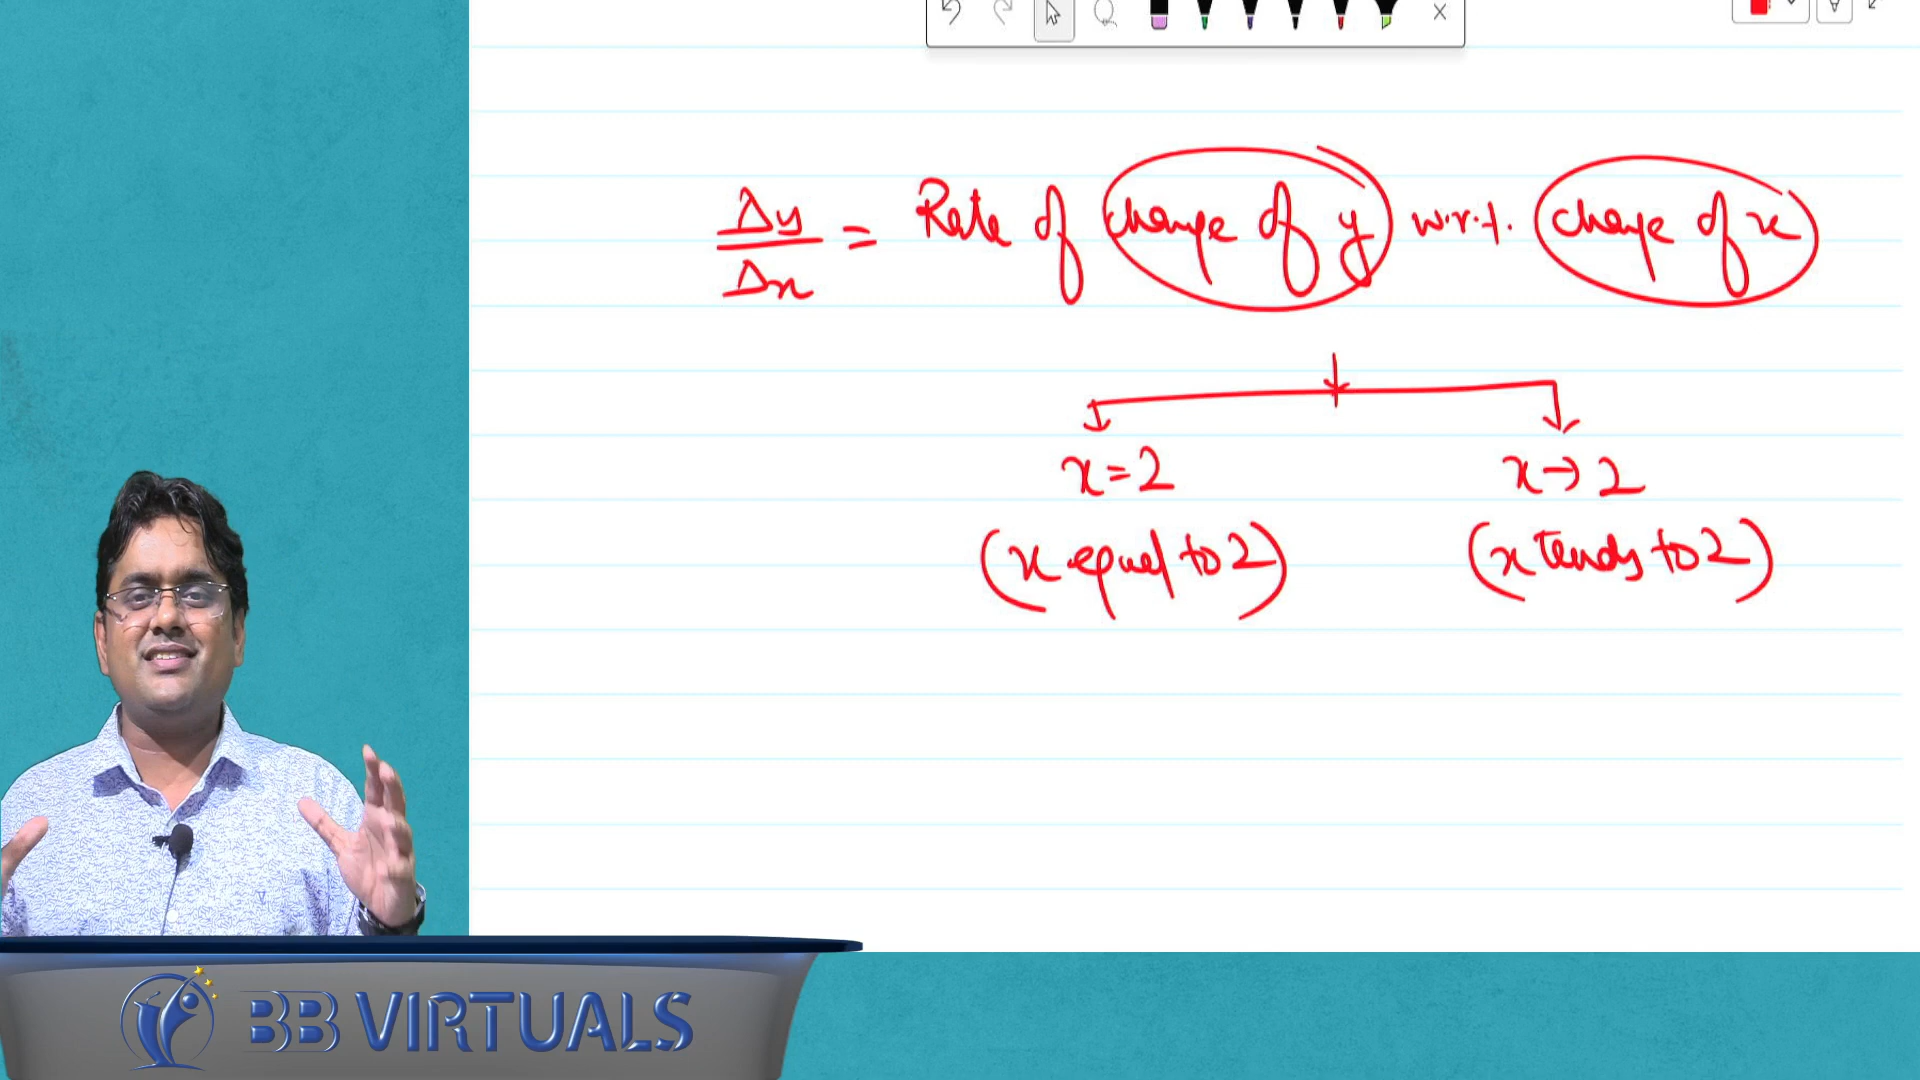 Δy/Δx = Rate of change of y w.r.t. change of x
x=2 x→2
(x equal to 2) (x tends to 2)
BB VIRTUALS